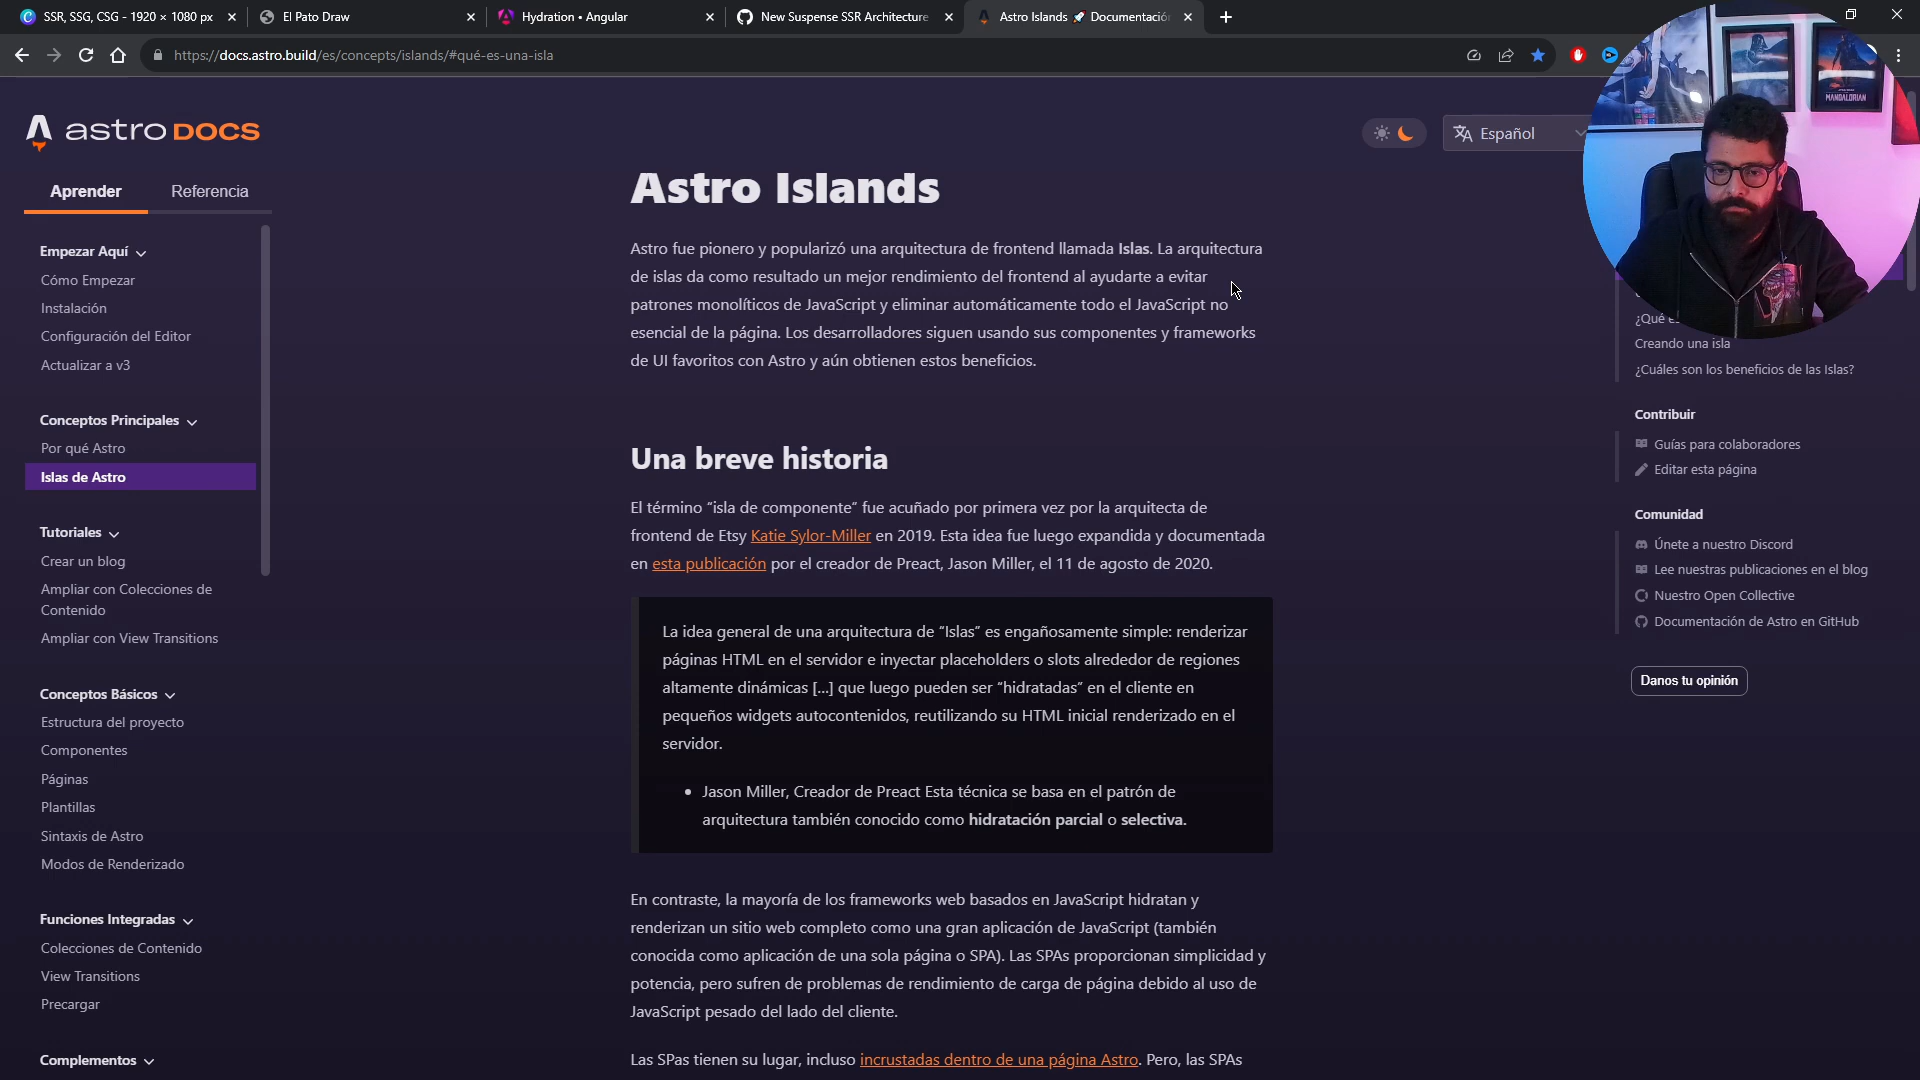 SSR, SSG, CSG - 1920 × 1080 px
El Pato Draw
Hydration • Angular
New Suspense SSR Architecture
Astro Islands 🚀 Documentación
https://docs.astro.build/es/concepts/islands/#qué-es-una-isla
astro DOCS
Español
Aprender
Referencia
Empezar Aquí
Cómo Empezar
Instalación
Configuración del Editor
Actualizar a v3
Conceptos Principales
Por qué Astro
Islas de Astro
Tutoriales
Crear un blog
Ampliar con Colecciones de
Contenido
Ampliar con View Transitions
Conceptos Básicos
Estructura del proyecto
Componentes
Páginas
Plantillas
Sintaxis de Astro
Modos de Renderizado
Funciones Integradas
Colecciones de Contenido
View Transitions
Precargar
Complementos
Astro Islands
Astro fue pionero y popularizó una arquitectura de frontend llamada Islas. La arquitectura
de islas da como resultado un mejor rendimiento del frontend al ayudarte a evitar
patrones monolíticos de JavaScript y eliminar automáticamente todo el JavaScript no
esencial de la página. Los desarrolladores siguen usando sus componentes y frameworks
de UI favoritos con Astro y aún obtienen estos beneficios.
Una breve historia
El término “isla de componente” fue acuñado por primera vez por la arquitecta de
frontend de Etsy Katie Sylor-Miller en 2019. Esta idea fue luego expandida y documentada
en esta publicación por el creador de Preact, Jason Miller, el 11 de agosto de 2020.
La idea general de una arquitectura de “Islas” es engañosamente simple: renderizar
páginas HTML en el servidor e inyectar placeholders o slots alrededor de regiones
altamente dinámicas [...] que luego pueden ser “hidratadas” en el cliente en
pequeños widgets autocontenidos, reutilizando su HTML inicial renderizado en el
servidor.
• Jason Miller, Creador de Preact Esta técnica se basa en el patrón de
arquitectura también conocido como hidratación parcial o selectiva.
En contraste, la mayoría de los frameworks web basados en JavaScript hidratan y
renderizan un sitio web completo como una gran aplicación de JavaScript (también
conocida como aplicación de una sola página o SPA). Las SPAs proporcionan simplicidad y
potencia, pero sufren de problemas de rendimiento de carga de página debido al uso de
JavaScript pesado del lado del cliente.
Las SPas tienen su lugar, incluso incrustadas dentro de una página Astro. Pero, las SPAs
MANDALORIAN
¿Qué es
Creando una isla
¿Cuáles son los beneficios de las Islas?
Contribuir
Guías para colaboradores
Editar esta página
Comunidad
Únete a nuestro Discord
Lee nuestras publicaciones en el blog
Nuestro Open Collective
Documentación de Astro en GitHub
Danos tu opinión